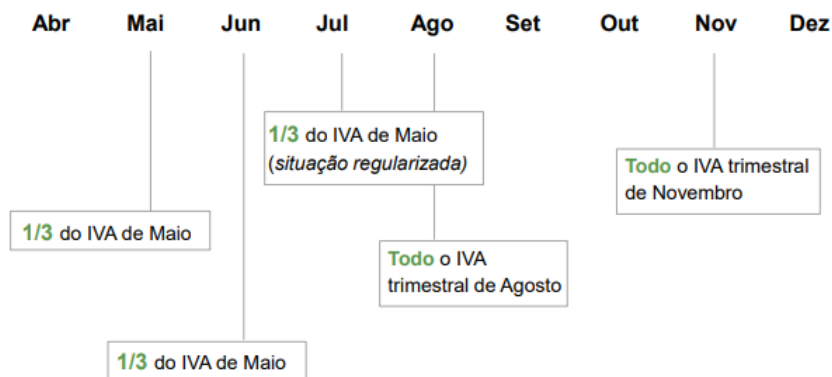 Abr Mai Jun Jul Ago Set Out Nov Dez
1/3 do IVA de Maio
(situação regularizada)
Todo o IVA trimestral
de Novembro
1/3 do IVA de Maio
Todo o IVA
trimestral de Agosto
1/3 do IVA de Maio